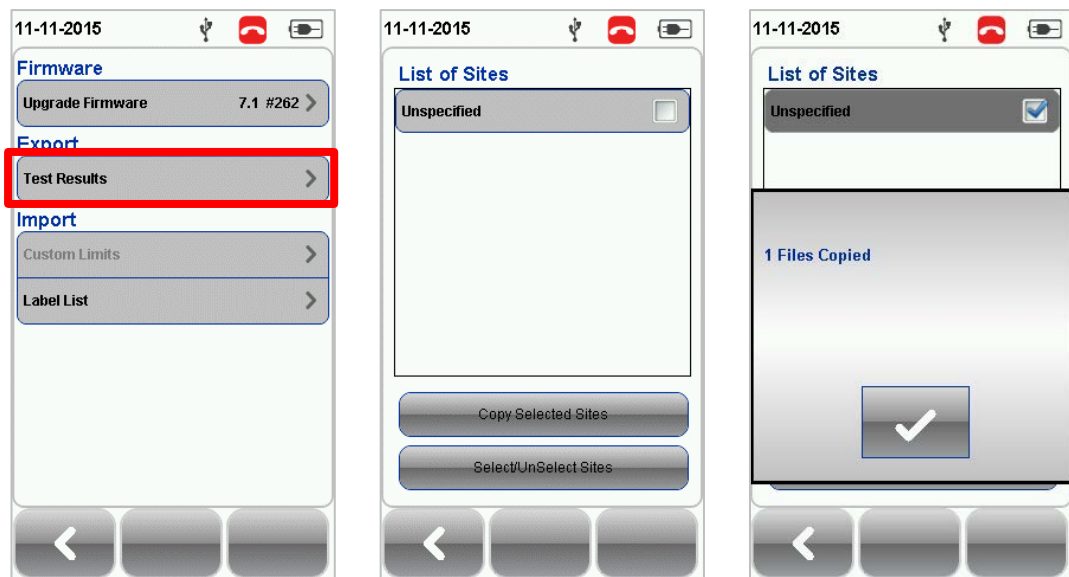 11-11-2015
Firmware
Upgrade Firmware 7.1 #262
Export
Test Results
Import
Custom Limits
Label List
11-11-2015
List of Sites
Unspecified
Copy Selected Sites
Select/UnSelect Sites
11-11-2015
List of Sites
Unspecified
1 Files Copied